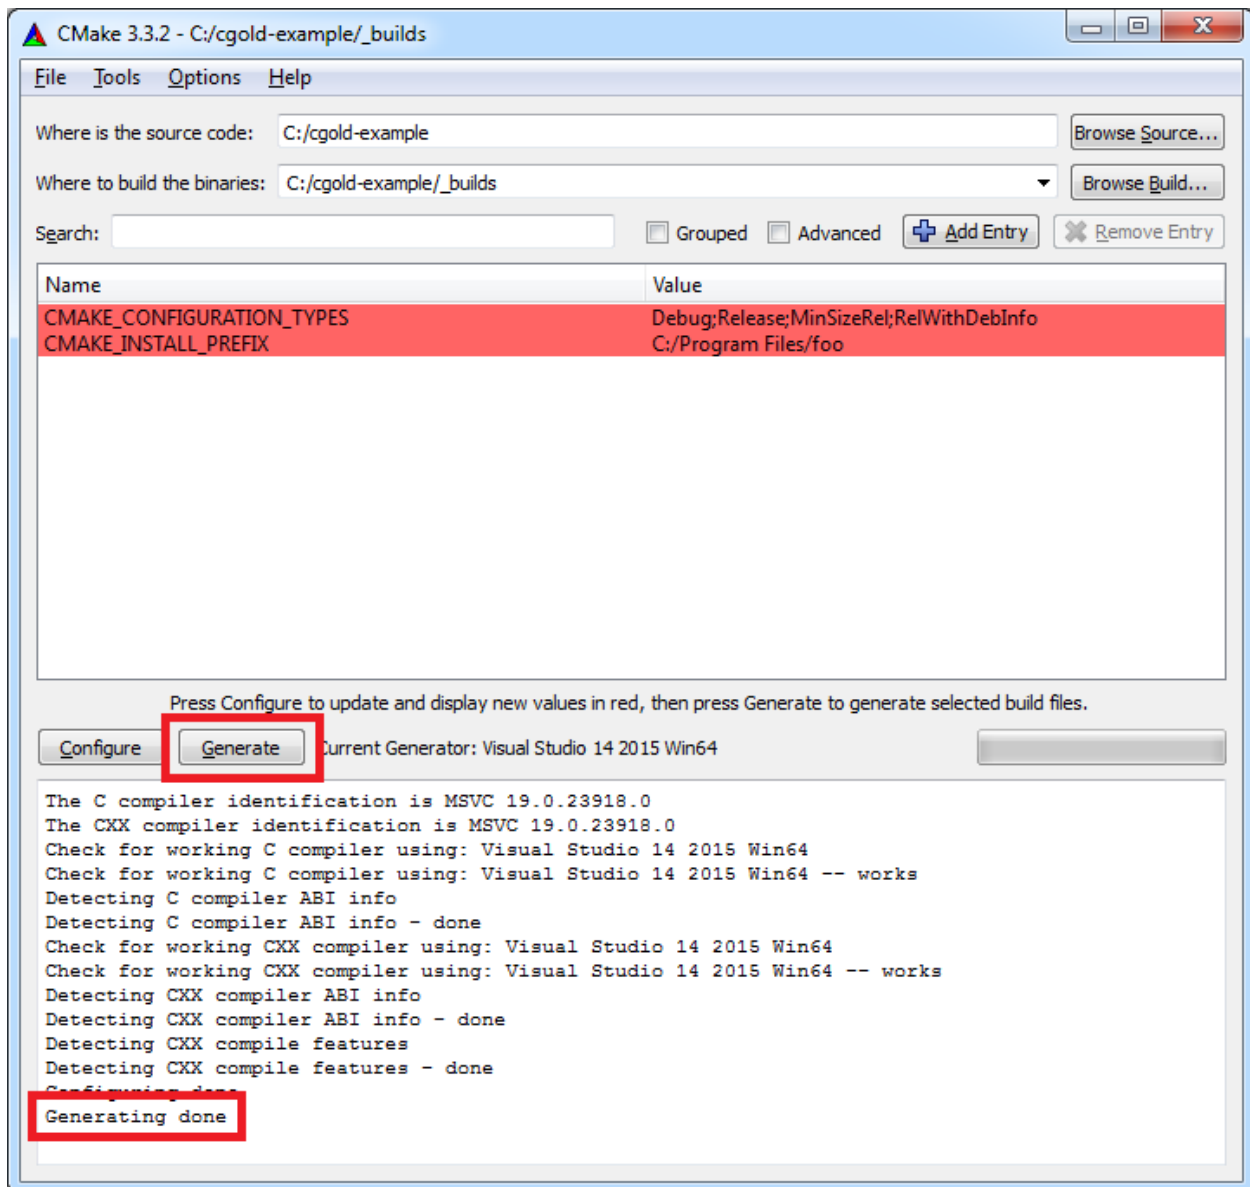 CMake 3.3.2 - C:/cgold-example/_builds
File Tools Options Help
Where is the source code: C:/cgold-example Browse Source...
Where to build the binaries: C:/cgold-example/_builds Browse Build...
Search: Grouped Advanced Add Entry Remove Entry
Name Value
CMAKE_CONFIGURATION_TYPES Debug;Release;MinSizeRel;RelWithDebInfo
CMAKE_INSTALL_PREFIX C:/Program Files/foo
Press Configure to update and display new values in red, then press Generate to generate selected build files.
Configure Generate Current Generator: Visual Studio 14 2015 Win64
The C compiler identification is MSVC 19.0.23918.0
The CXX compiler identification is MSVC 19.0.23918.0
Check for working C compiler using: Visual Studio 14 2015 Win64
Check for working C compiler using: Visual Studio 14 2015 Win64 -- works
Detecting C compiler ABI info
Detecting C compiler ABI info - done
Check for working CXX compiler using: Visual Studio 14 2015 Win64
Check for working CXX compiler using: Visual Studio 14 2015 Win64 -- works
Detecting CXX compiler ABI info
Detecting CXX compiler ABI info - done
Detecting CXX compile features
Detecting CXX compile features - done
Configuring done
Generating done